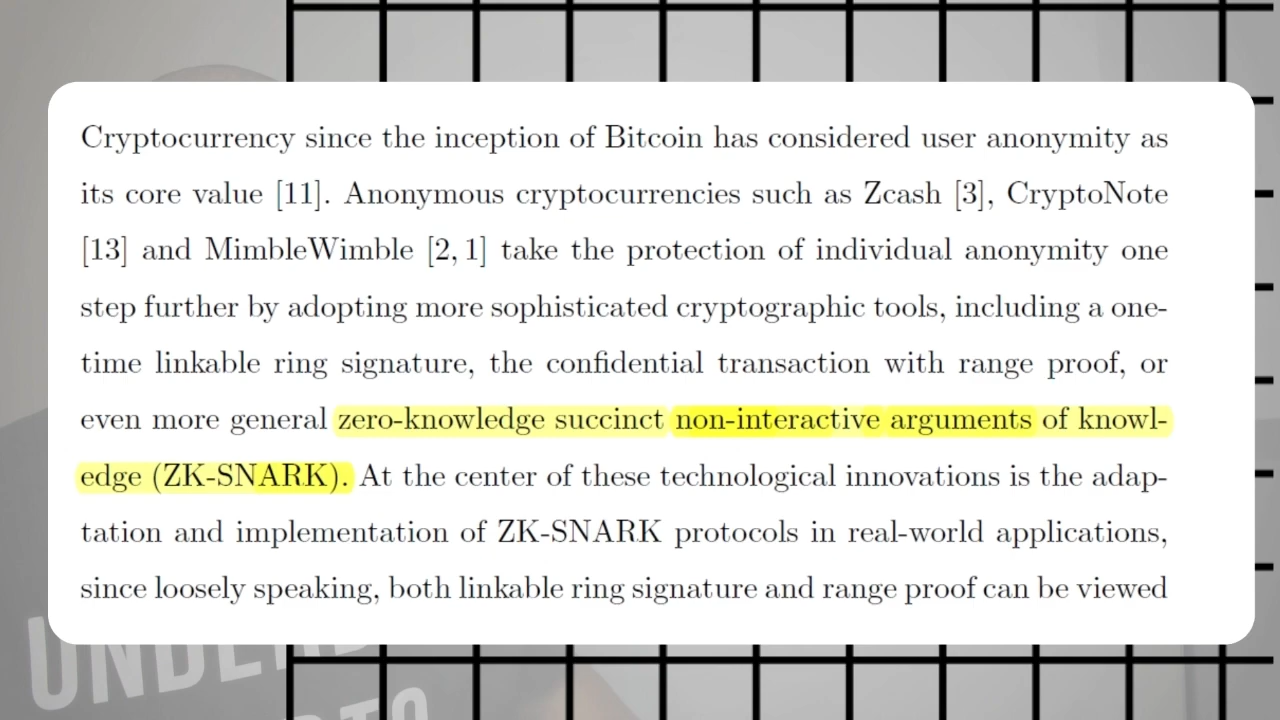 Cryptocurrency since the inception of Bitcoin has considered user anonymity as
its core value [11]. Anonymous cryptocurrencies such as Zcash [3], CryptoNote
[13] and MimbleWimble [2, 1] take the protection of individual anonymity one
step further by adopting more sophisticated cryptographic tools, including a one-
time linkable ring signature, the confidential transaction with range proof, or
even more general zero-knowledge succinct non-interactive arguments of knowl-
edge (ZK-SNARK). At the center of these technological innovations is the adap-
tation and implementation of ZK-SNARK protocols in real-world applications,
since loosely speaking, both linkable ring signature and range proof can be viewed